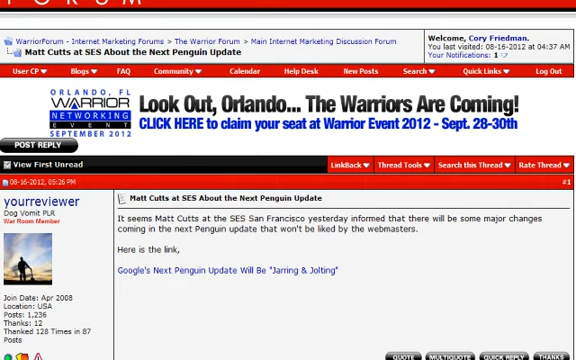 FORUM
WarriorForum - Internet Marketing Forums > The Warrior Forum > Main Internet Marketing Discussion Forum
Matt Cutts at SES About the Next Penguin Update
Welcome, Cory Friedman.
You last visited: 08-16-2012 at 04:37 AM
Your Notifications: 1
User CP Blogs FAQ Community Calendar Help Desk New Posts Search Quick Links Log Out
ORLANDO, FL
WARRIOR
NETWORKING
EVENT
SEPTEMBER 2012
Look Out, Orlando... The Warriors Are Coming!
CLICK HERE to claim your seat at Warrior Event 2012 - Sept. 28-30th
POST REPLY
View First Unread LinkBack Thread Tools Search this Thread Rate Thread
08-16-2012, 05:26 PM #1
yourreviewer
Dog Vomit PLR
War Room Member
Join Date: Apr 2008
Location: USA
Posts: 1,236
Thanks: 12
Thanked 128 Times in 87
Posts
Matt Cutts at SES About the Next Penguin Update
It seems Matt Cutts at the SES San Francisco yesterday informed that there will be some major changes
coming in the next Penguin update that won't be liked by the webmasters.
Here is the link,
Google's Next Penguin Update Will Be "Jarring & Jolting"
QUOTE MULTIQUOTE QUICK REPLY THANKS